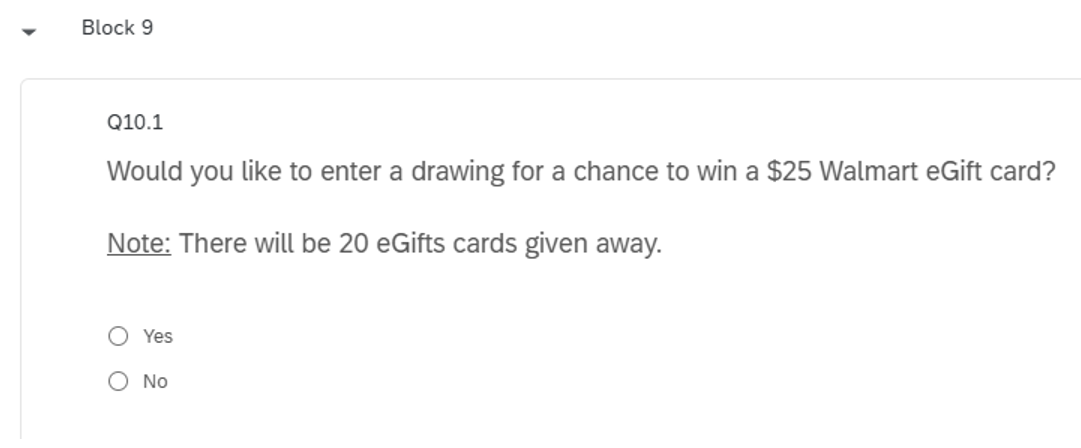 Block 9
Q10.1
Would you like to enter a drawing for a chance to win a $25 Walmart eGift card?
Note: There will be 20 eGifts cards given away.
Yes
No